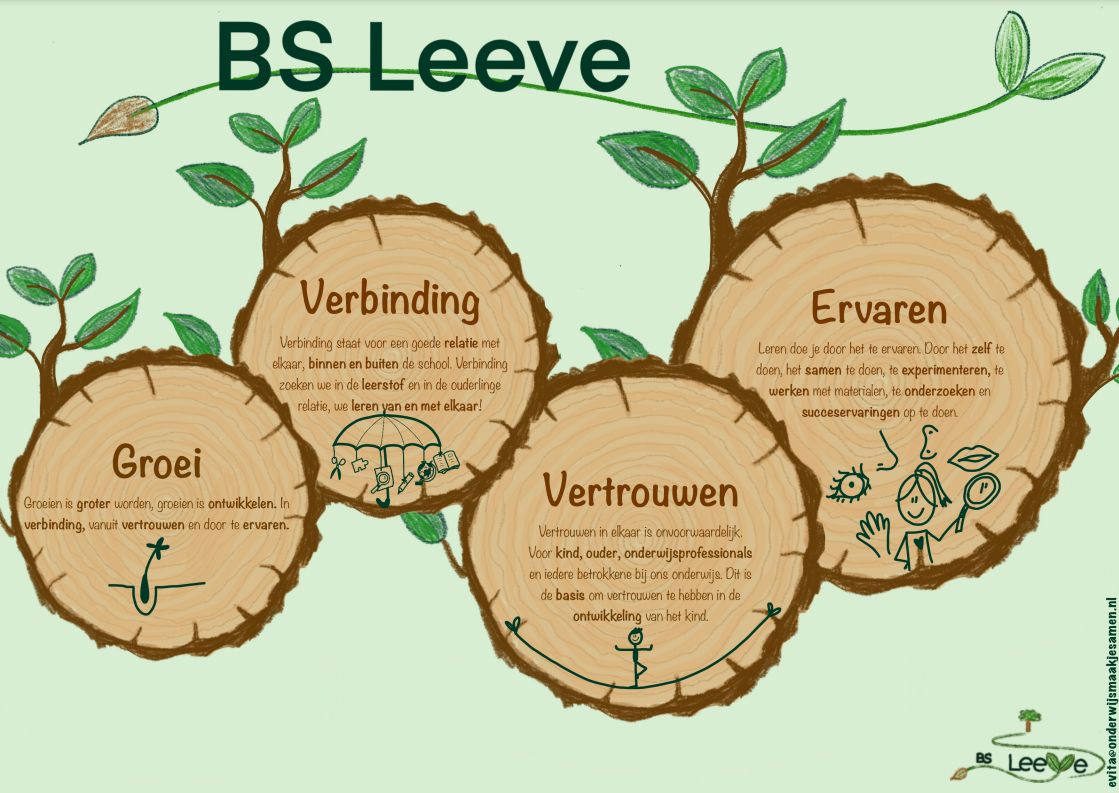 BS Leeve
Verbinding
Verbinding staat voor een goede relatie met
elkaar, binnen en buiten de school. Verbinding
zoeken we in de leerstof en in de ouderlinge
relatie, we leren van en met elkaar!
Ervaren
Leren doe je door het te ervaren. Door het zelf te
doen, het samen te doen, te experimenteren, te
werken met materialen, te onderzoeken en
succeservaringen op te doen.
Groei
Groeien is groter worden, groeien is ontwikkelen. In
verbinding, vanuit vertrouwen en door te ervaren.
Vertrouwen
Vertrouwen in elkaar is onvoorwaardelijk.
Voor kind, ouder, onderwijsprofessionals
en iedere betrokkene bij ons onderwijs. Dit is
de basis om vertrouwen te hebben in de
ontwikkeling van het kind.
BS Leeve
evita@onderwijsmaakjesamen.nl